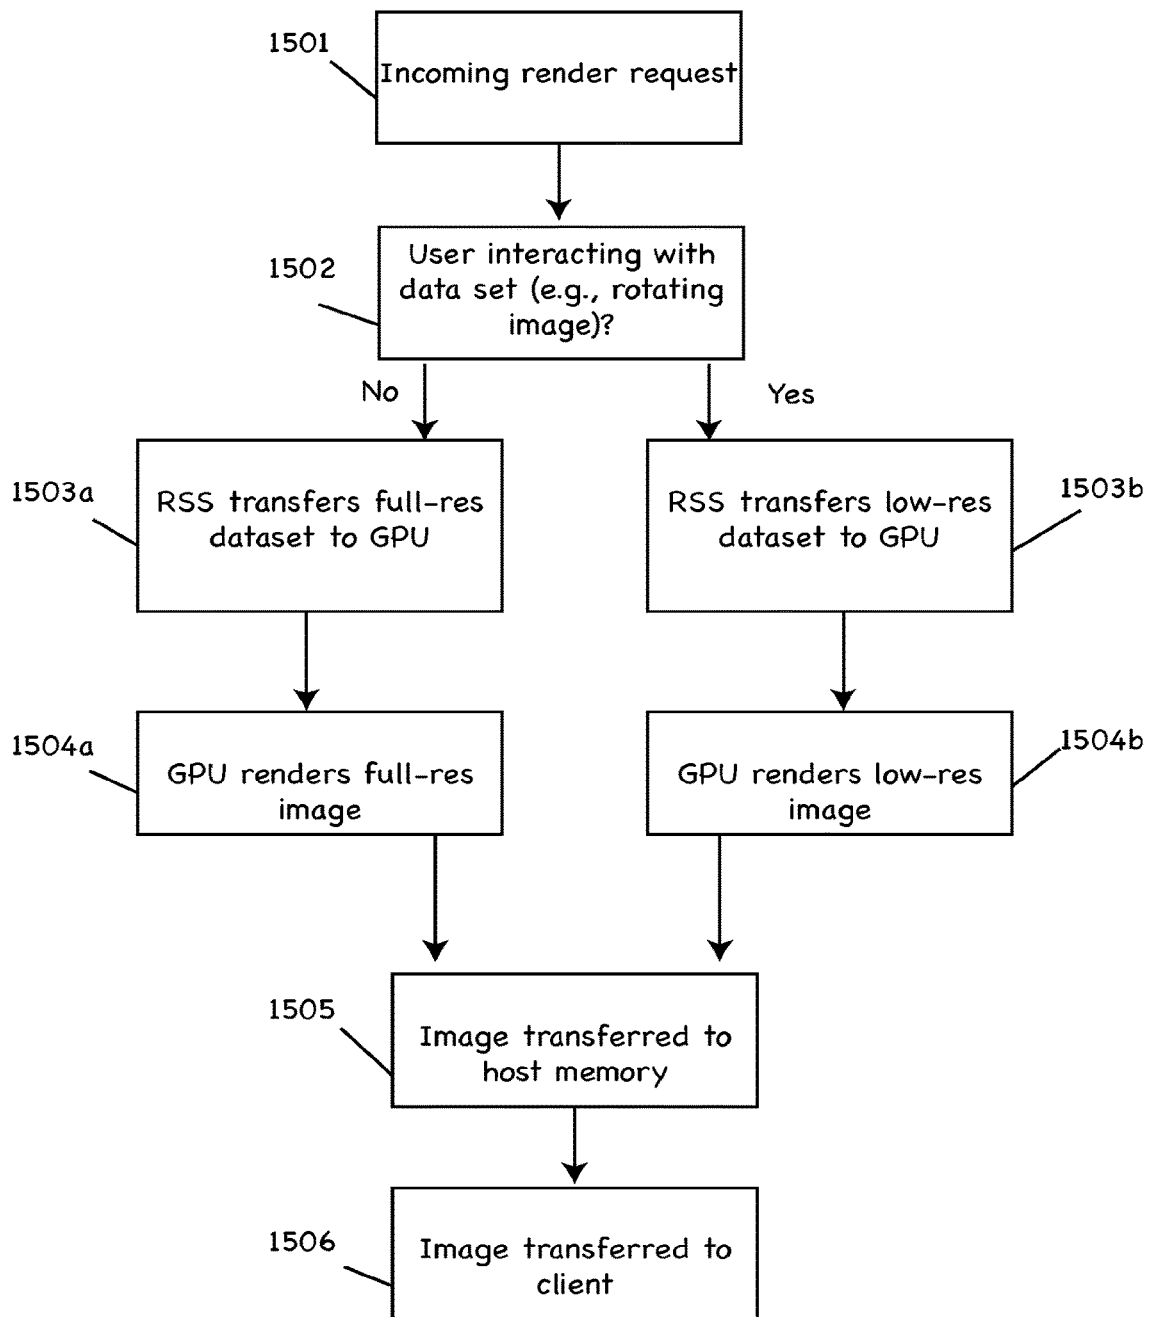 1501
Incoming render request
1502
User interacting with
data set (e.g., rotating
image)?
No
Yes
1503a
RSS transfers full-res
dataset to GPU
RSS transfers low-res
dataset to GPU
1503b
1504a
GPU renders full-res
image
GPU renders low-res
image
1504b
1505
Image transferred to
host memory
1506
Image transferred to
client